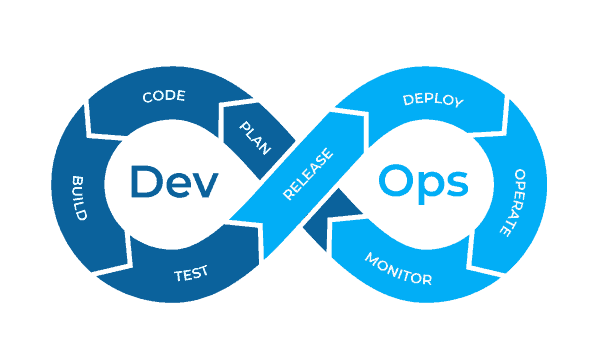 Dev
Ops
PLAN
CODE
BUILD
TEST
RELEASE
DEPLOY
OPERATE
MONITOR